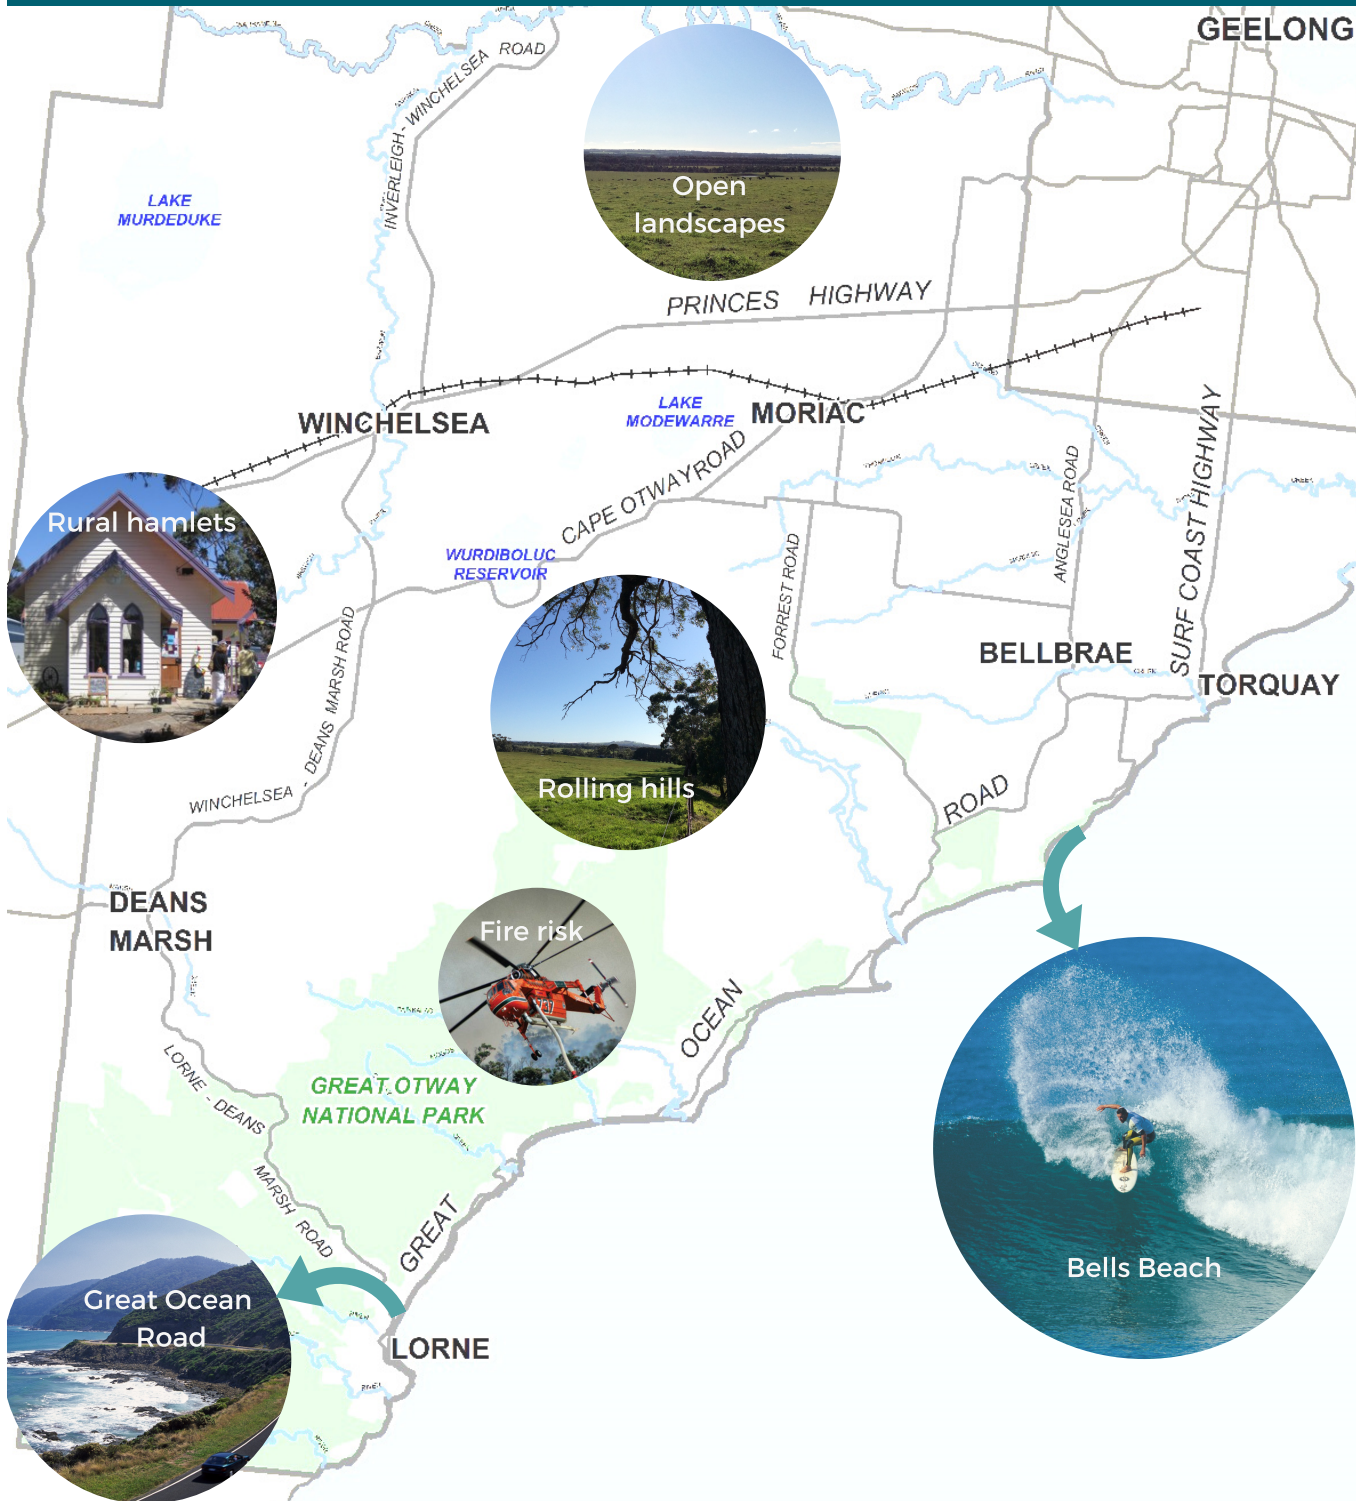 GEELONG
INVERLEIGH - WINCHELSEA ROAD
Open
landscapes
LAKE
MURDEDUKE
PRINCES HIGHWAY
WINCHELSEA
LAKE
MODEWARRE
MORIAC
SURF COAST HIGHWAY
ANGLESEA ROAD
CAPE OTWAY ROAD
Rural hamlets
WURDIBOLUC
RESERVOIR
FORREST ROAD
WINCHELSEA - DEANS MARSH ROAD
BELLBRAE
TORQUAY
Rolling hills
GREAT OCEAN ROAD
DEANS
MARSH
Fire risk
LORNE - DEANS MARSH ROAD
GREAT OTWAY
NATIONAL PARK
Bells Beach
Great Ocean
Road
LORNE